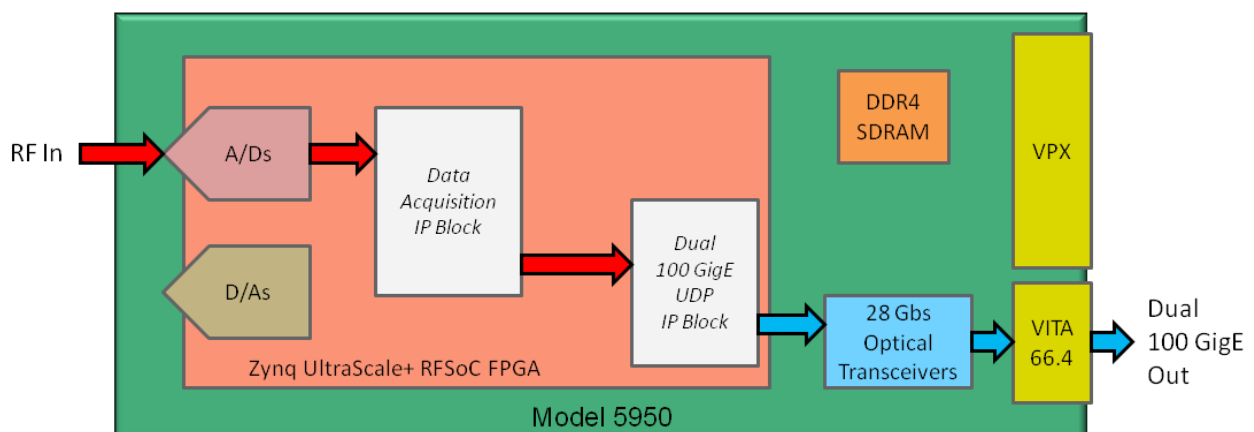 RF In
A/Ds
D/As
Data
Acquisition
IP Block
Dual
100 GigE
UDP
IP Block
Zynq UltraScale+ RFSoC FPGA
DDR4
SDRAM
28 Gbs
Optical
Transceivers
VPX
VITA
66.4
Dual
100 GigE
Out
Model 5950